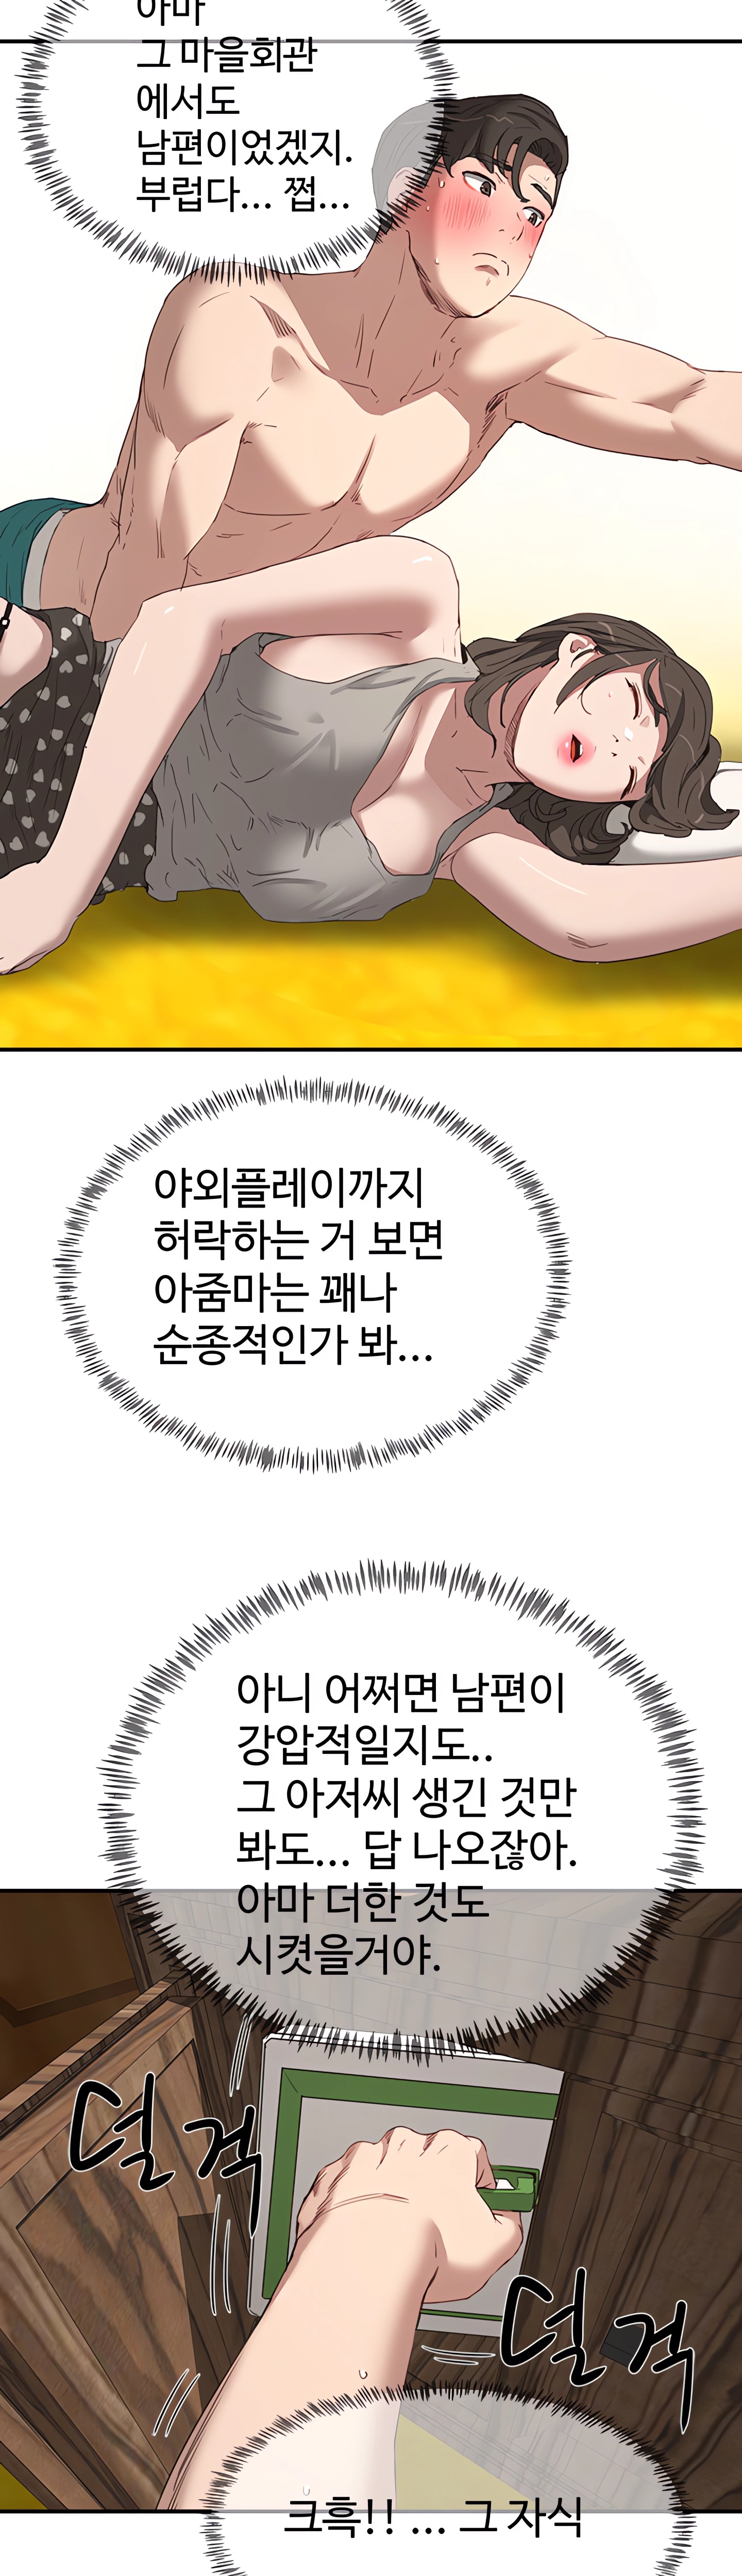 아마
그 마을회관
에서도
남편이었겠지.
부럽다... 쩝...
야외플레이까지
허락하는 거 보면
아줌마는 꽤나
순종적인가 봐...
아니 어쩌면 남편이
강압적일지도..
그 아저씨 생긴 것만
봐도... 답 나오잖아.
아마 더한 것도
시켯을거야.
덜걱
덜걱
크흑!! ... 그 자식